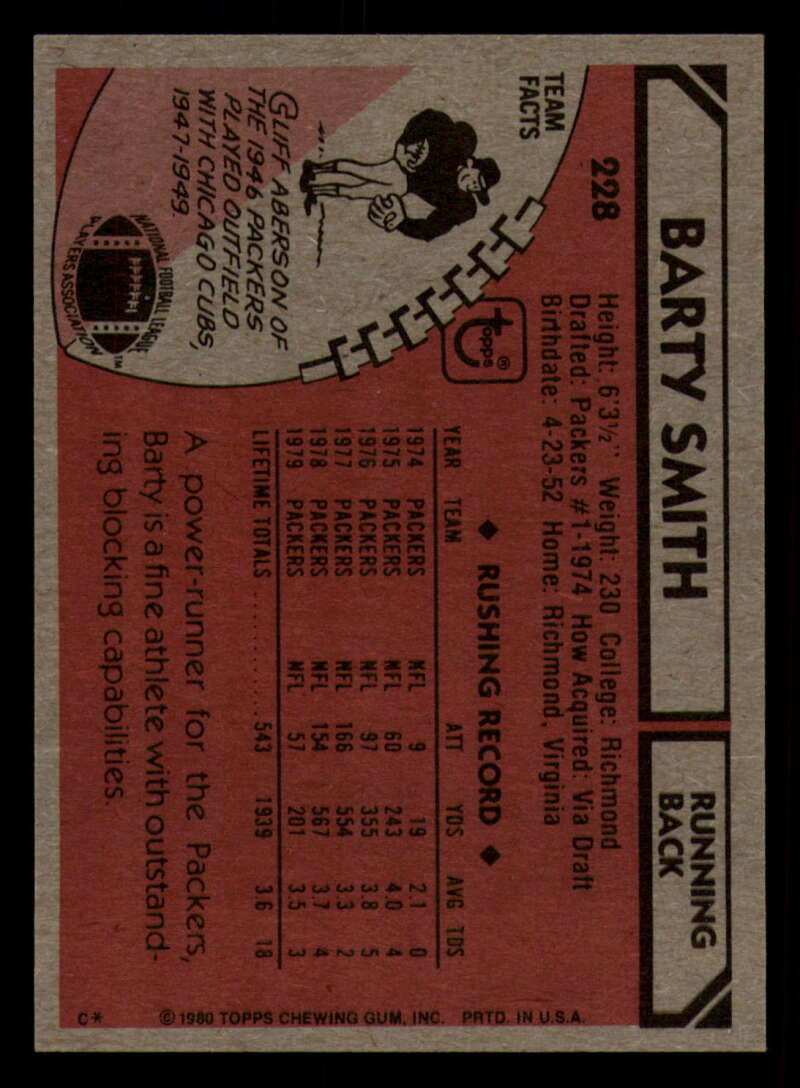 228
BARTY SMITH
RUNNING
BACK
Height: 6'3½" Weight: 230 College: Richmond
Drafted: Packers #1-1974 How Acquired: Via Draft
Birthdate: 4-23-52 Home: Richmond, Virginia
TEAM
FACTS
CLIFF ABERSON OF
THE 1946 PACKERS
PLAYED OUTFIELD
WITH CHICAGO CUBS,
1947-1949.
NATIONAL FOOTBALL LEAGUE
PLAYERS ASSOCIATION
™
topps®
◆ RUSHING RECORD ◆
YEAR TEAM ATT YDS AVG TDS
1974 PACKERS NFL 9 19 2.1 0
1975 PACKERS NFL 60 243 4.0 4
1976 PACKERS NFL 97 355 3.8 5
1977 PACKERS NFL 166 554 3.3 2
1978 PACKERS NFL 154 567 3.7 4
1979 PACKERS NFL 57 201 3.5 3
LIFETIME TOTALS .......... 543 1939 3.6 18
A power-runner for the Packers,
Barty is a fine athlete with outstand-
ing blocking capabilities.
C* © 1980 TOPPS CHEWING GUM, INC. PRTD. IN U.S.A.